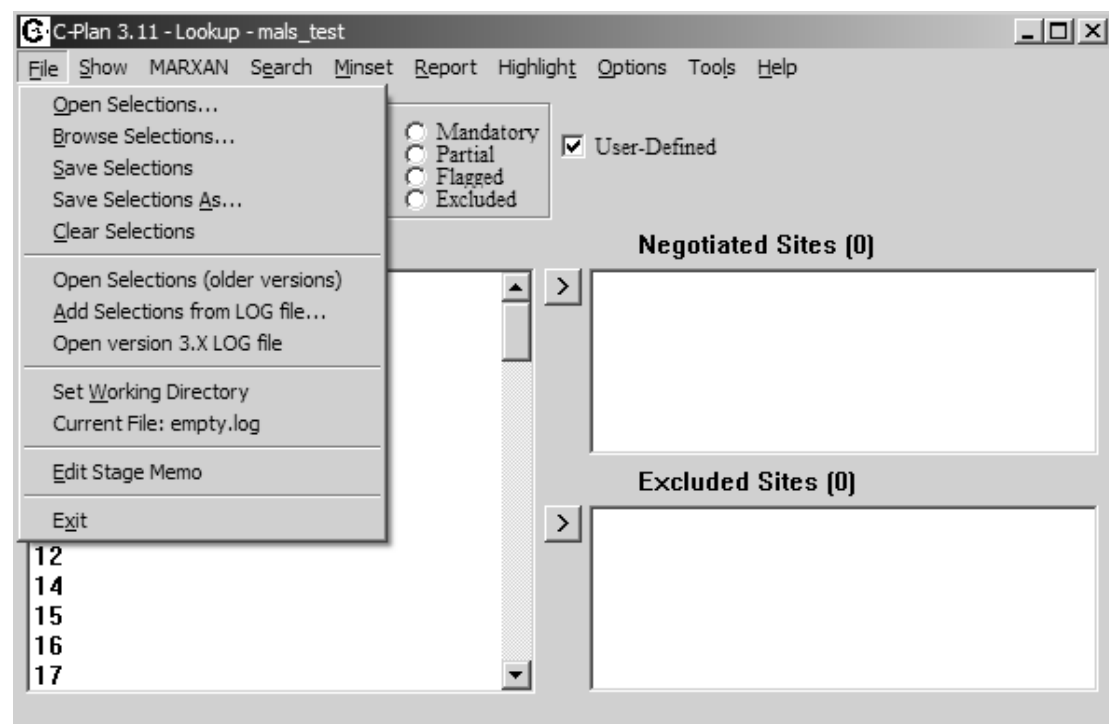 C-Plan 3.11 - Lookup - mals_test
File Show MARXAN Search Minset Report Highlight Options Tools Help
Open Selections...
Browse Selections...
Save Selections
Save Selections As...
Clear Selections
Open Selections (older versions)
Add Selections from LOG file...
Open version 3.X LOG file
Set Working Directory
Current File: empty.log
Edit Stage Memo
Exit
Mandatory
Partial
Flagged
Excluded
User-Defined
12
14
15
16
17
Negotiated Sites (0)
>
Excluded Sites (0)
>